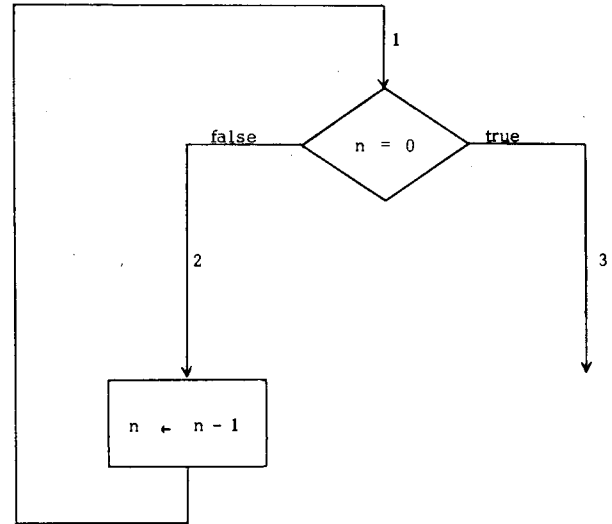 1
false
n = 0
true
2
3
n ← n - 1